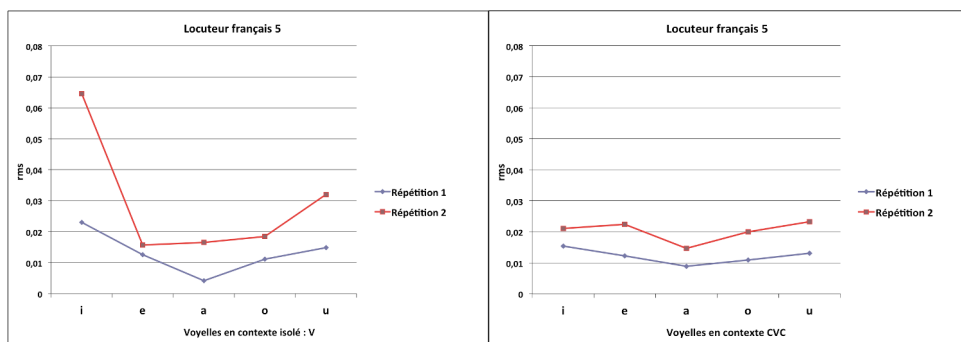 Locuteur français 5
0,08
0,07
0,06
0,05
0,04
0,03
0,02
0,01
0
rms
i e a o u
Voyelles en contexte isolé : V
Répétition 1
Répétition 2
Locuteur français 5
0,08
0,07
0,06
0,05
0,04
0,03
0,02
0,01
0
rms
i e a o u
Voyelles en contexte CVC
Répétition 1
Répétition 2